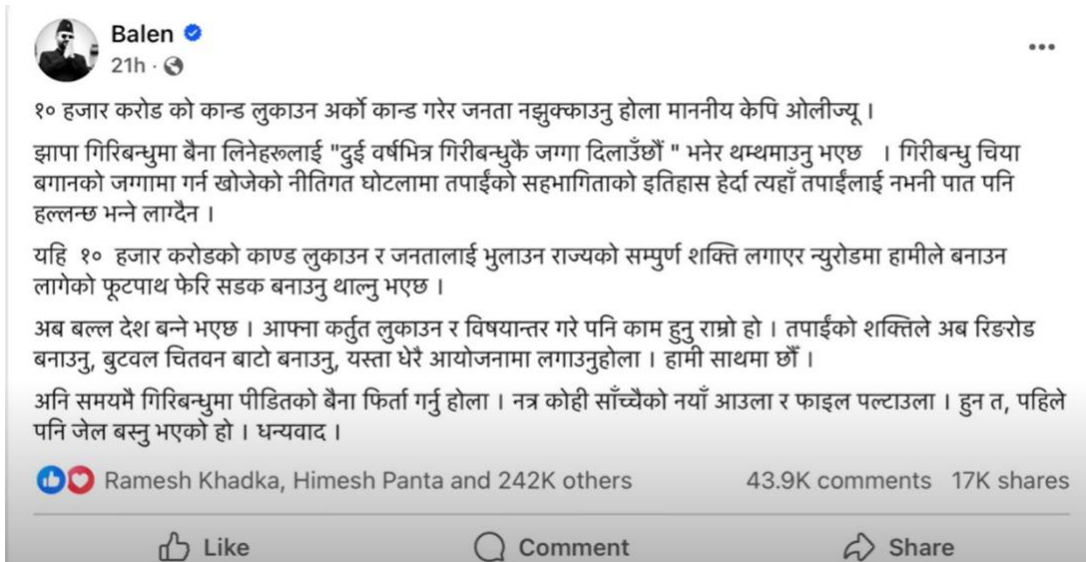 Balen
21h
१० हजार करोड को कान्ड लुकाउन अर्को कान्ड गरेर जनता नझुक्काउनु होला माननीय केपि ओलीज्यू ।
झापा गिरिबन्धुमा बैना लिनेहरूलाई "दुई वर्षभित्र गिरीबन्धुकै जग्गा दिलाउँछौं " भनेर थम्थमाउनु भएछ । गिरीबन्धु चिया
बगानको जग्गामा गर्न खोजेको नीतिगत घोटलामा तपाईंको सहभागिताको इतिहास हेर्दा त्यहाँ तपाईंलाई नभनी पात पनि
हल्लन्छ भन्ने लाग्दैन ।
यहि १० हजार करोडको काण्ड लुकाउन र जनतालाई भुलाउन राज्यको सम्पुर्ण शक्ति लगाएर न्युरोडमा हामीले बनाउन
लागेको फूटपाथ फेरि सडक बनाउनु थाल्नु भएछ ।
अब बल्ल देश बन्ने भएछ । आफ्ना कर्तुत लुकाउन र विषयान्तर गरे पनि काम हुनु राम्रो हो । तपाईंको शक्तिले अब रिङरोड
बनाउनु, बुटवल चितवन बाटो बनाउनु, यस्ता धेरै आयोजनामा लगाउनुहोला । हामी साथमा छौँ ।
अनि समयमै गिरिबन्धुमा पीडितको बैना फिर्ता गर्नु होला । नत्र कोही साँच्चैको नयाँ आउला र फाइल पल्टाउला । हुन त, पहिले
पनि जेल बस्नु भएको हो । धन्यवाद ।
Ramesh Khadka, Himesh Panta and 242K others 43.9K comments 17K shares
Like Comment Share